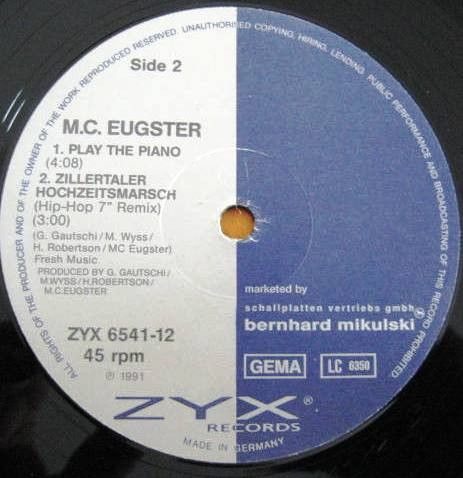 ALL RIGHTS OF THE PRODUCER AND OF THE OWNER OF THE WORK REPRODUCED RESERVED. UNAUTHORISED COPYING, HIRING, LENDING, PUBLIC PERFORMANCE AND BROADCASTING OF THIS RECORD PROHIBITED
Side 2
M.C. EUGSTER
1. PLAY THE PIANO
(4:08)
2. ZILLERTALER
HOCHZEITSMARSCH
(Hip-Hop 7" Remix)
(3:00)
(G. Gautschi / M. Wyss /
H. Robertson / MC Eugster)
Fresh Music
PRODUCED BY G. GAUTSCHI /
M.WYSS / H.ROBERTSON /
M.C.EUGSTER
marketed by
schallplatten vertriebs gmbh
bernhard mikulski
ZYX 6541-12
45 rpm
℗ 1991
GEMA
LC 6350
ZYX®
RECORDS
MADE IN GERMANY